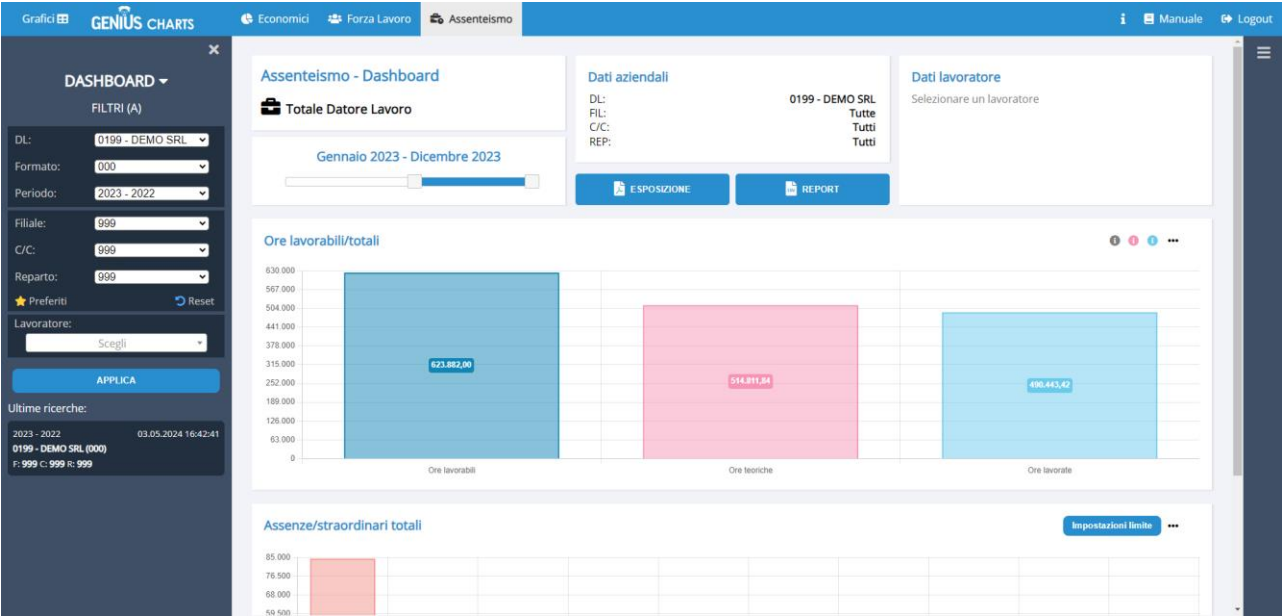 Grafici
GENIUS CHARTS
Economici
Forza Lavoro
Assenteismo
i
Manuale
Logout
DASHBOARD
FILTRI (A)
DL: 0199 - DEMO SRL
Formato: 000
Periodo: 2023 - 2022
Filiale: 999
C/C: 999
Reparto: 999
Preferiti Reset
Lavoratore:
Scegli
APPLICA
Ultime ricerche:
2023 - 2022 03.05.2024 16:42:41
0199 - DEMO SRL (000)
F: 999 C: 999 R: 999
Assenteismo - Dashboard
Totale Datore Lavoro
Gennaio 2023 - Dicembre 2023
Dati aziendali
DL: 0199 - DEMO SRL
FIL: Tutte
C/C: Tutti
REP: Tutti
ESPOSIZIONE
REPORT
Dati lavoratore
Selezionare un lavoratore
Ore lavorabili/totali
630.000
567.000
504.000
441.000
378.000
315.000
252.000
189.000
126.000
63.000
0
623.882,00
514.811,84
490.443,42
Ore lavorabili
Ore teoriche
Ore lavorate
Assenze/straordinari totali
Impostazioni limite
85.000
76.500
68.000
59.500